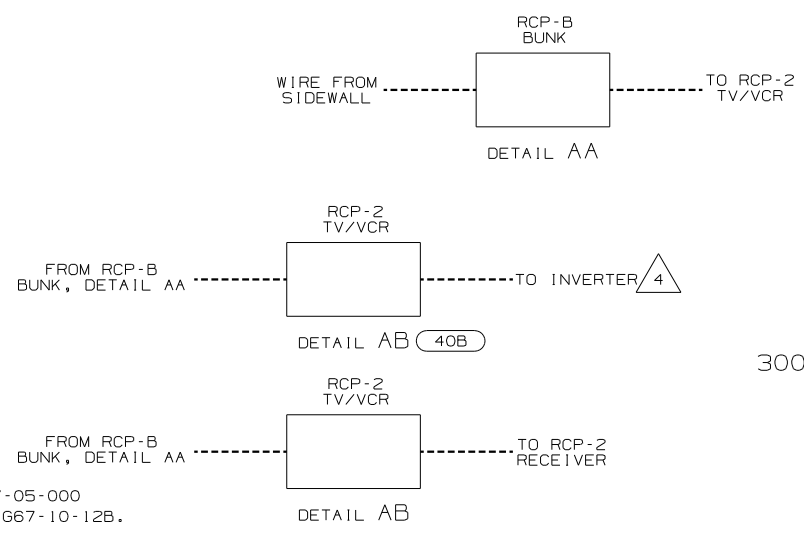 RCP-B
BUNK
WIRE FROM
SIDEWALL
TO RCP-2
TV/VCR
DETAIL AA
RCP-2
TV/VCR
FROM RCP-B
BUNK, DETAIL AA
TO INVERTER 4
DETAIL AB 40B
300
RCP-2
TV/VCR
FROM RCP-B
BUNK, DETAIL AA
TO RCP-2
RECEIVER
-05-000
G67-10-12B.
DETAIL AB